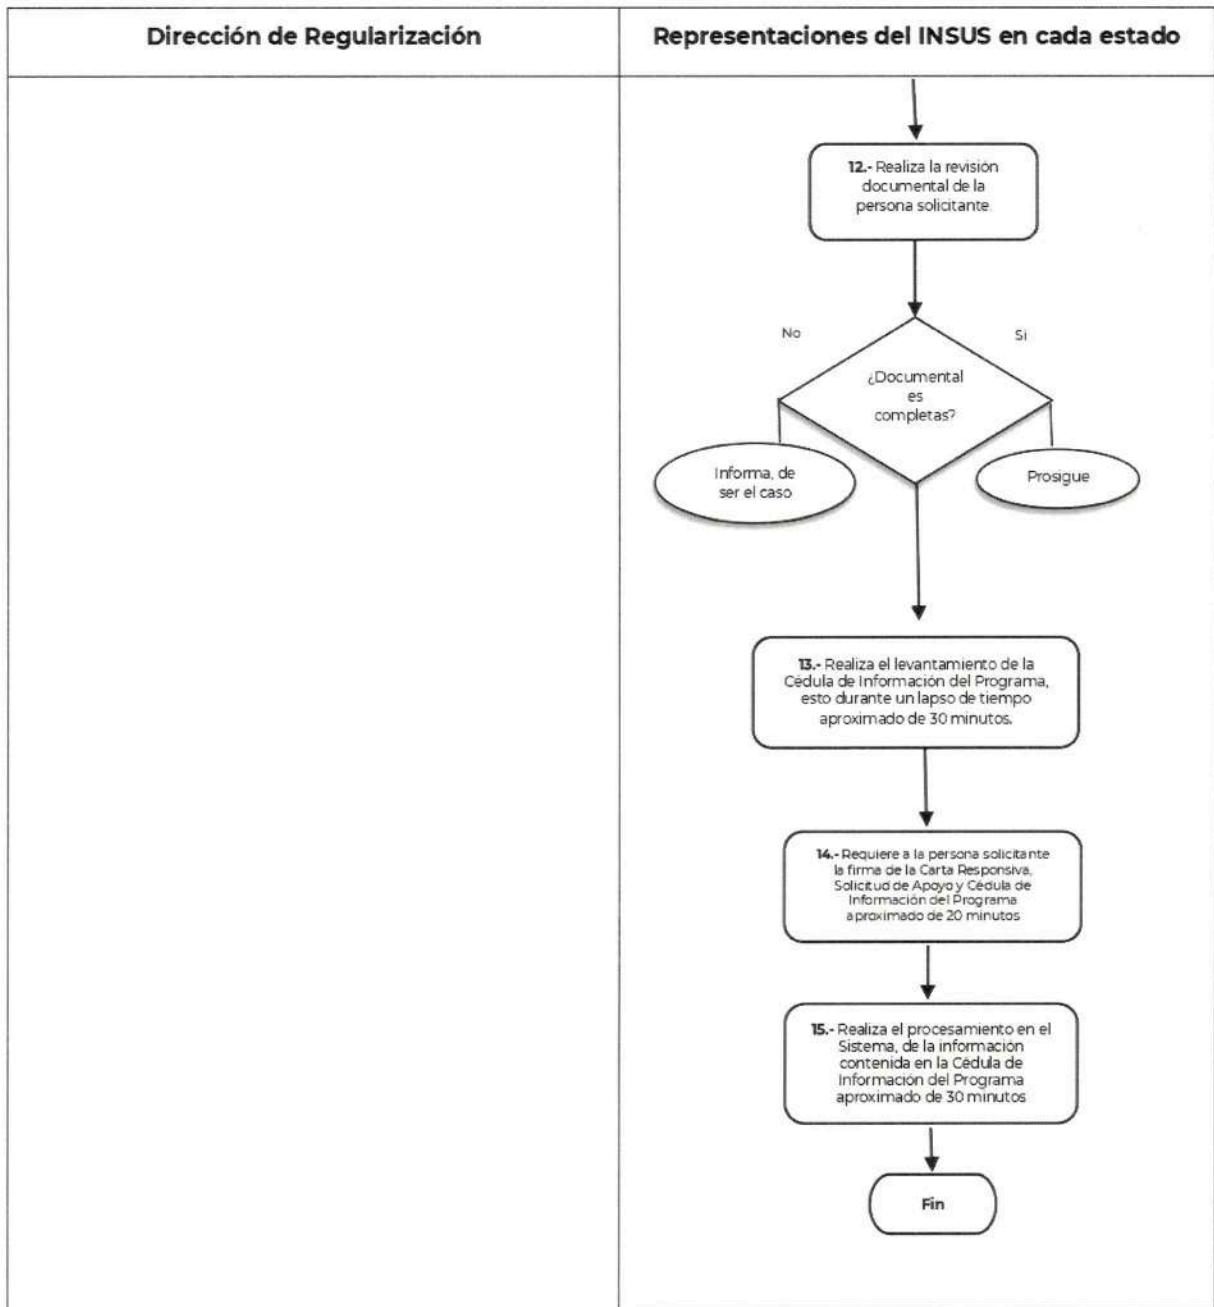 Dirección de Regularización
Representaciones del INSUS en cada estado
12.- Realiza la revisión
documental de la
persona solicitante.
No
Si
¿Documental
es
completas?
Informa, de
ser el caso
Prosigue
13.- Realiza el levantamiento de la
Cédula de Información del Programa,
esto durante un lapso de tiempo
aproximado de 30 minutos.
14.- Requiere a la persona solicitante
la firma de la Carta Responsiva,
Solicitud de Apoyo y Cédula de
Información del Programa
aproximado de 20 minutos
15.- Realiza el procesamiento en el
Sistema, de la información
contenida en la Cédula de
Información del Programa
aproximado de 30 minutos
Fin